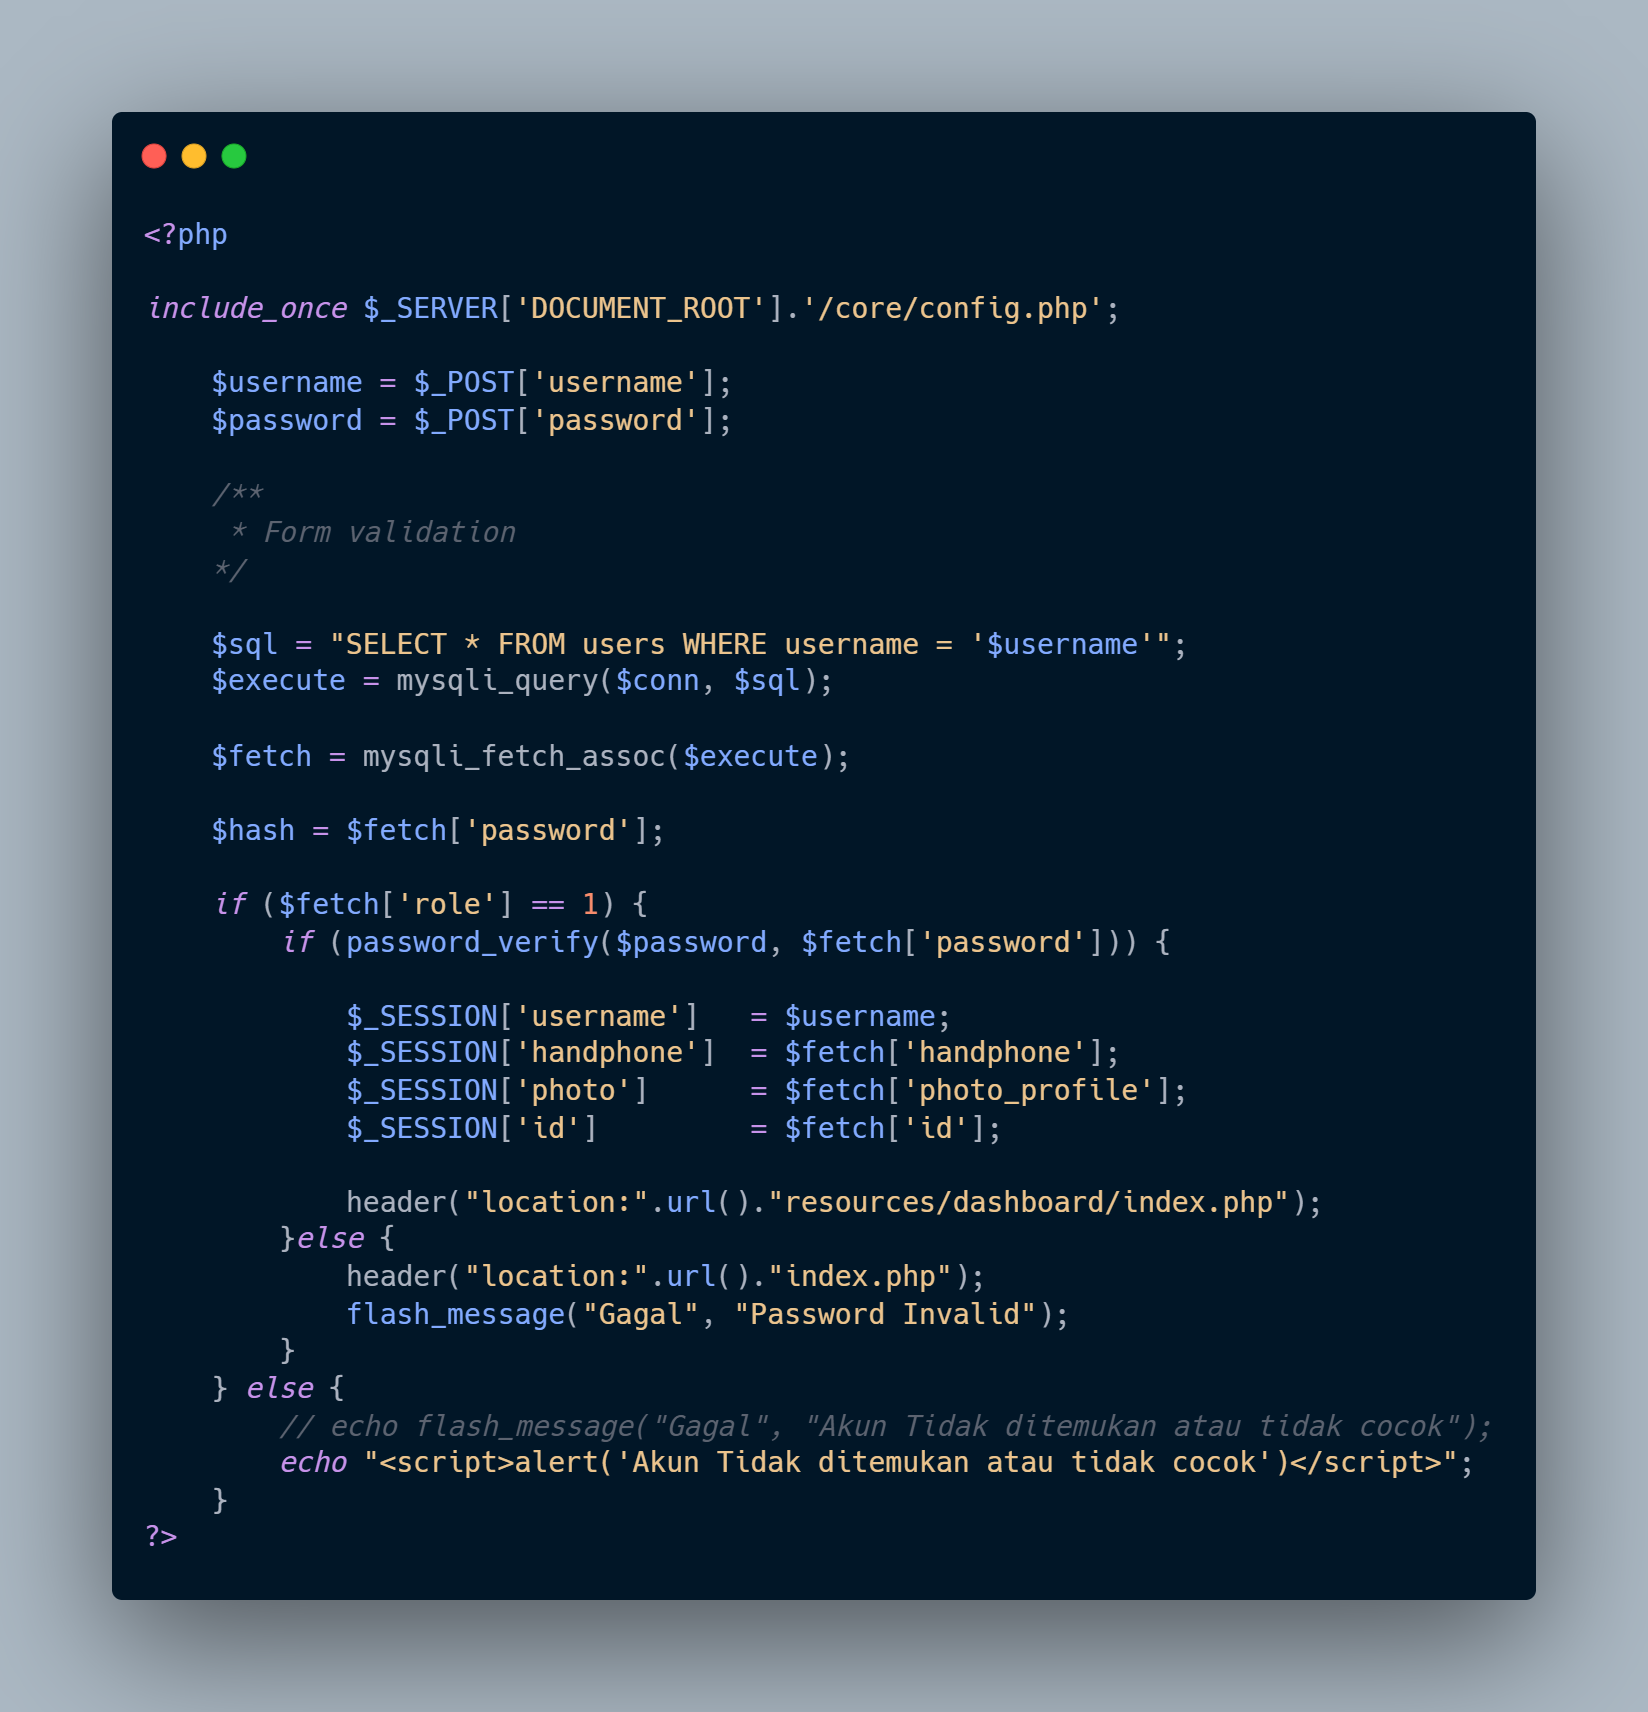 <?php

include_once $_SERVER['DOCUMENT_ROOT'].'/core/config.php';

    $username = $_POST['username'];
    $password = $_POST['password'];

    /**
     * Form validation
    */

    $sql = "SELECT * FROM users WHERE username = '$username'";
    $execute = mysqli_query($conn, $sql);

    $fetch = mysqli_fetch_assoc($execute);

    $hash = $fetch['password'];

    if ($fetch['role'] == 1) {
        if (password_verify($password, $fetch['password'])) {

            $_SESSION['username']   = $username;
            $_SESSION['handphone']  = $fetch['handphone'];
            $_SESSION['photo']      = $fetch['photo_profile'];
            $_SESSION['id']         = $fetch['id'];

            header("location:".url()."resources/dashboard/index.php");
        }else {
            header("location:".url()."index.php");
            flash_message("Gagal", "Password Invalid");
        }
    } else {
        // echo flash_message("Gagal", "Akun Tidak ditemukan atau tidak cocok");
        echo "<script>alert('Akun Tidak ditemukan atau tidak cocok')</script>";
    }
?>